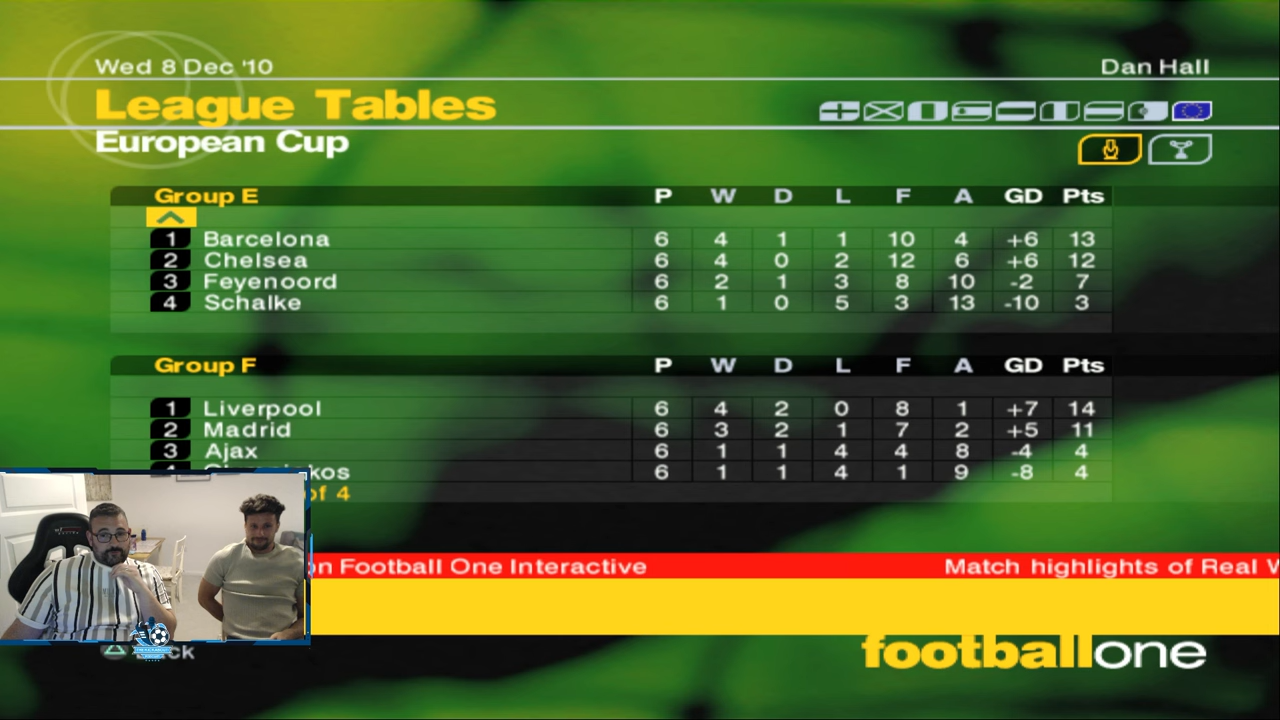 Wed 8 Dec '10
Dan Hall
League Tables
European Cup
Group E P W D L F A GD Pts
1 Barcelona 6 4 1 1 10 4 +6 13
2 Chelsea 6 4 0 2 12 6 +6 12
3 Feyenoord 6 2 1 3 8 10 -2 7
4 Schalke 6 1 0 5 3 13 -10 3
Group F P W D L F A GD Pts
1 Liverpool 6 4 2 0 8 1 +7 14
2 Madrid 6 3 2 1 7 2 +5 11
3 Ajax 6 1 1 4 4 8 -4 4
6 1 1 4 1 9 -8 4
of 4
on Football One Interactive Match highlights of Real
footballone